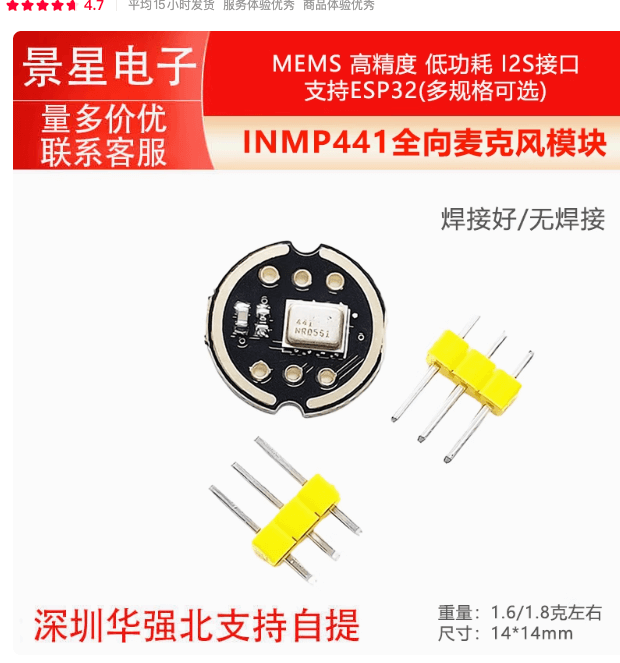 4.7 平均15小时发货 服务体验优秀 商品体验优秀
景星电子
量多价优
联系客服
MEMS 高精度 低功耗 I2S接口
支持ESP32(多规格可选)
INMP441全向麦克风模块
焊接好/无焊接
441
NR0561
深圳华强北支持自提
重量：1.6/1.8克左右
尺寸：14*14mm